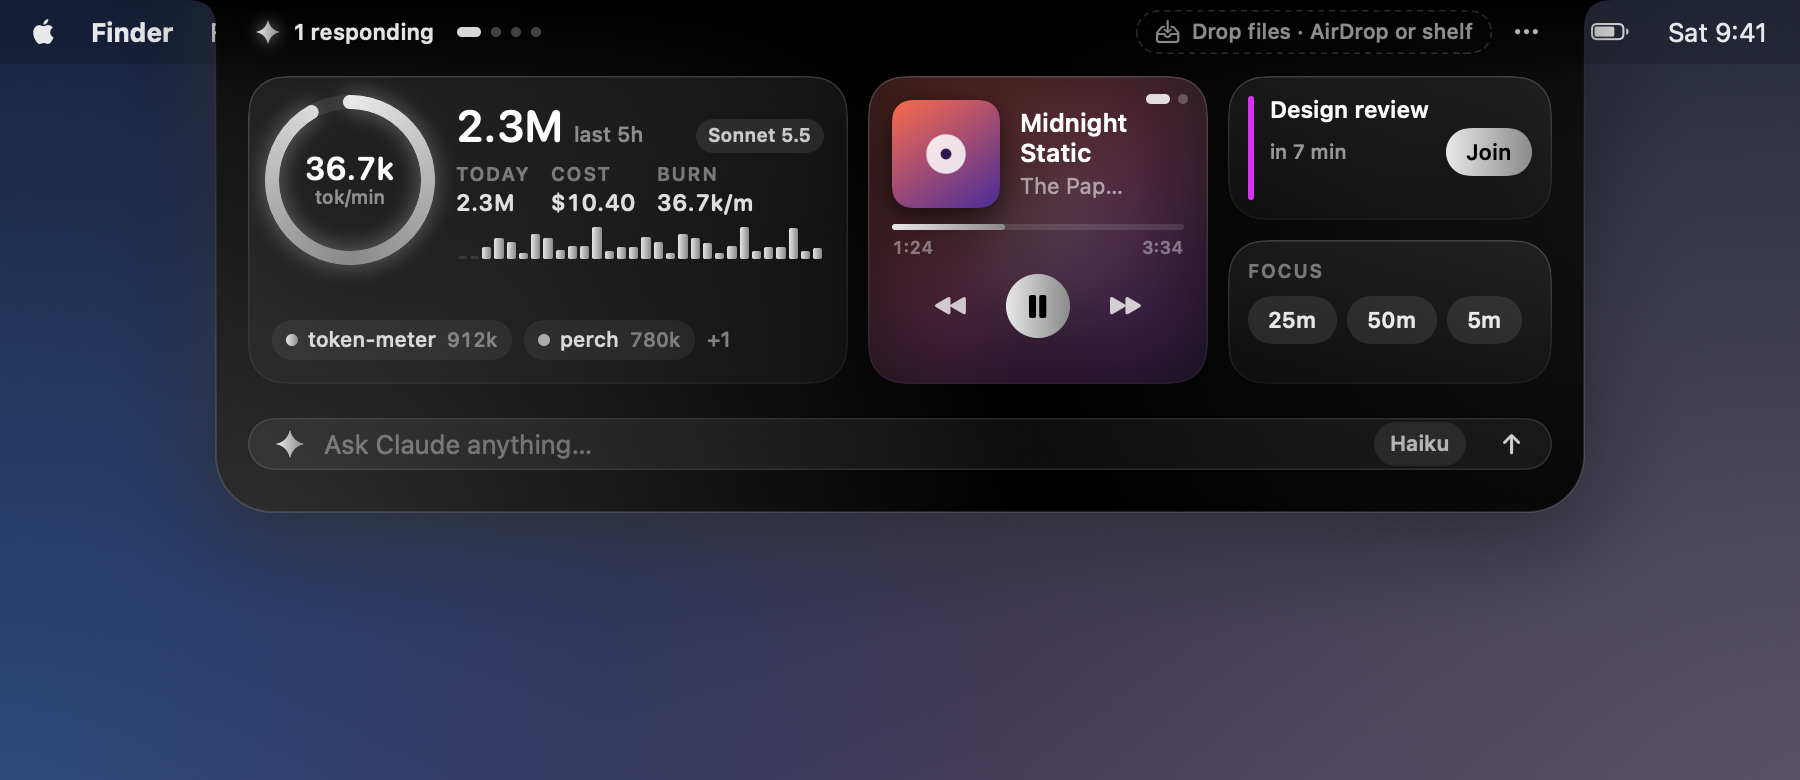 Finder
1 responding
Drop files · AirDrop or shelf
Sat 9:41
36.7k
tok/min
2.3M last 5h
Sonnet 5.5
TODAY COST BURN
2.3M $10.40 36.7k/m
token-meter 912k
perch 780k
+1
Midnight
Static
The Pap...
1:24 3:34
Design review
in 7 min
Join
FOCUS
25m 50m 5m
Ask Claude anything...
Haiku